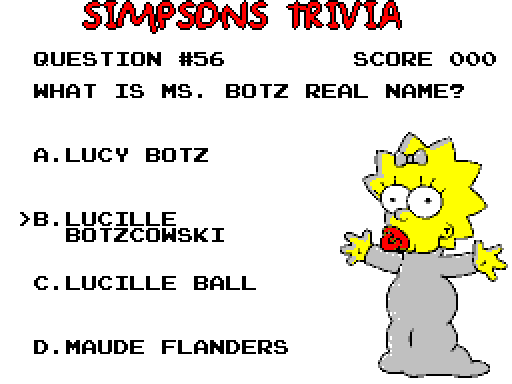 SIMPSONS TRIVIA
QUESTION #56 SCORE 000
WHAT IS MS. BOTZ REAL NAME?
A.LUCY BOTZ
>B.LUCILLE
BOTZCOWSKI
C.LUCILLE BALL
D.MAUDE FLANDERS